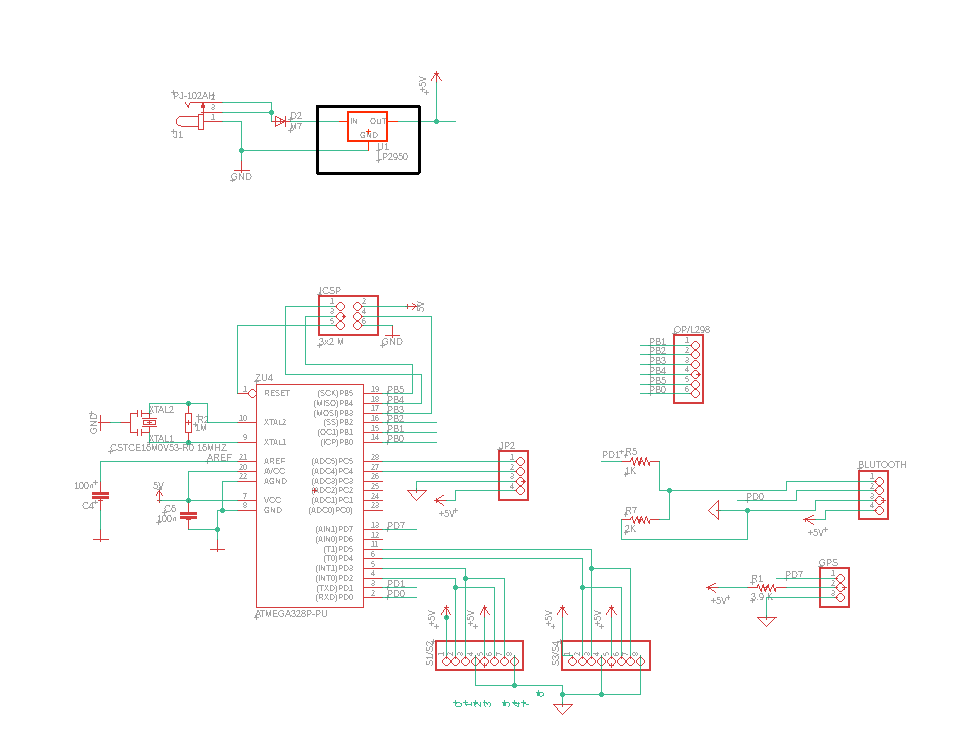 +5V
PJ-102AH
2
3
1
J1
D2
M7
IN OUT
GND
U1
LP2950
GND
JCSP
1 2
3 4
5 6
5V
3x2 M
GND
ZU4
1 RESET
10 XTAL2
9 XTAL1
21 AREF
20 AVCC
22 AGND
7 VCC
8 GND
(SCK)PB5 19 PB5
(MISO)PB4 18 PB4
(MOSI)PB3 17 PB3
(SS)PB2 16 PB2
(OC1)PB1 15 PB1
(ICP)PB0 14 PB0
(ADC5)PC5 28
(ADC4)PC4 27
(ADC3)PC3 26
(ADC2)PC2 25
(ADC1)PC1 24
(ADC0)PC0 23
(AIN1)PD7 13 PD7
(AIN0)PD6 12
(T1)PD5 11
(T0)PD4 6
(INT1)PD3 5
(INT0)PD2 4
(TXD)PD1 3 PD1
(RXD)PD0 2 PD0
ATMEGA328P-PU
GND
XTAL2
XTAL1
R2
1M
CSTCE16M0V53-R0 16MHZ
AREF
100n
C4
5V
C6
100n
JP2
1
2
3
4
+5V
OP/L298
PB1 1
PB2 2
PB3 3
PB4 4
PB5 5
PB0 6
PD1
R5
1K
R7
2K
BLUTOOTH
1
2
3
4
PD0
+5V
GPS
PD7
1
2
3
R1
3.9 K
+5V
+5V
+5V
S1/S2
1 2 3 4 5 6 7 8
+5V
+5V
S3/S4
1 2 3 4 5 6 7 8